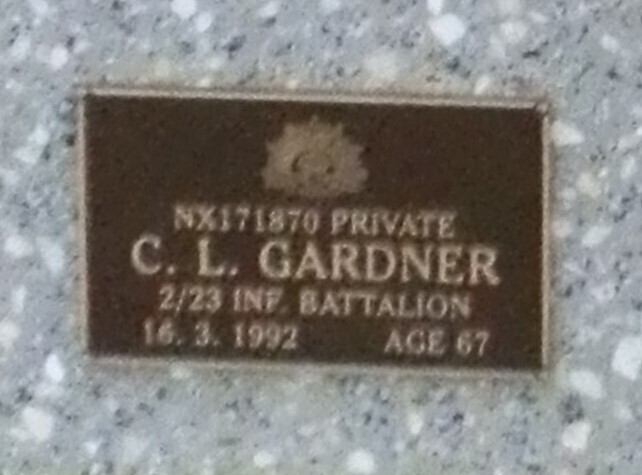 NX171870 PRIVATE
C. L. GARDNER
2/23 INF. BATTALION
16. 3. 1992 AGE 67